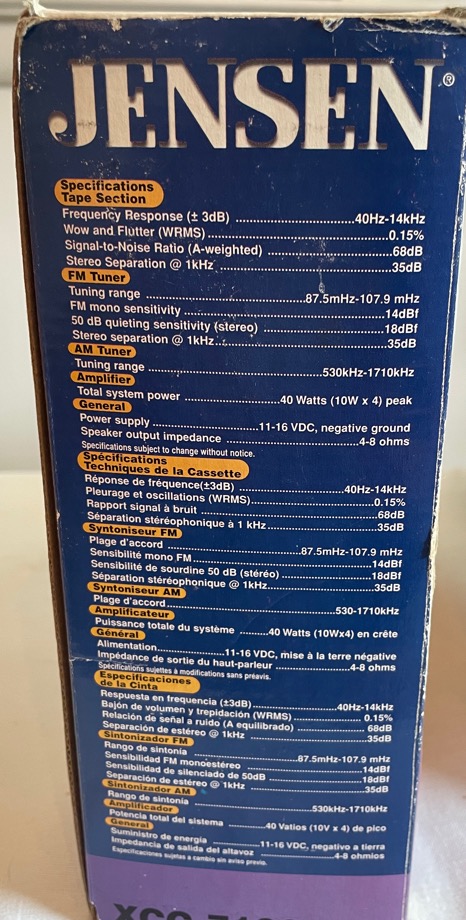 JENSEN®
Specifications
Tape Section
Frequency Response (± 3dB) ........................40Hz-14kHz
Wow and Flutter (WRMS)........................0.15%
Signal-to-Noise Ratio (A-weighted) ........................68dB
Stereo Separation @ 1kHz ........................35dB
FM Tuner
Tuning range ........................87.5mHz-107.9 mHz
FM mono sensitivity ........................14dBf
50 dB quieting sensitivity (stereo) ........................18dBf
Stereo separation @ 1kHz........................35dB
AM Tuner
Tuning range ........................530kHz-1710kHz
Amplifier
Total system power ........................40 Watts (10W x 4) peak
General
Power supply........................11-16 VDC, negative ground
Speaker output impedance ........................4-8 ohms
Specifications subject to change without notice.
Spécifications
Techniques de la Cassette
Réponse de fréquence(±3dB) ........................40Hz-14kHz
Pleurage et oscillations (WRMS)........................0.15%
Rapport signal à bruit ........................68dB
Séparation stéréophonique à 1 kHz........................35dB
Syntoniseur FM
Plage d'accord ........................87.5mHz-107.9 mHz
Sensibilité mono FM........................14dBf
Sensibilité de sourdine 50 dB (stéréo) ........................18dBf
Séparation stéréophonique @ 1kHz........................35dB
Syntoniseur AM
Plage d'accord........................530-1710kHz
Amplificateur
Puissance totale du système ........................40 Watts (10Wx4) en crête
Général
Alimentation........................11-16 VDC, mise à la terre négative
Impédance de sortie du haut-parleur ........................4-8 ohms
Spécifications sujettes à modifications sans préavis.
Especificaciones
de la Cinta
Respuesta en frecuencia (±3dB)........................40Hz-14kHz
Bajón de volumen y trepidación (WRMS) ........................0.15%
Relación de señal a ruido (A equilibrado) ........................68dB
Separación de estéreo @ 1kHz ........................35dB
Sintonizador FM
Rango de sintonía ........................87.5mHz-107.9 mHz
Sensibilidad FM monoestéreo ........................14dBf
Sensibilidad de silenciado de 50dB ........................18dBf
Separación de estéreo @ 1kHz ........................35dB
Sintonizador AM
Rango de sintonía ........................530kHz-1710kHz
Amplificador
Potencia total del sistema ........................40 Vatios (10V x 4) de pico
General
Suministro de energía ........................11-16 VDC, negativo a tierra
Impedancia de salida del altavoz ........................4-8 ohmios
Especificaciones sujetas a cambio sin aviso previo.